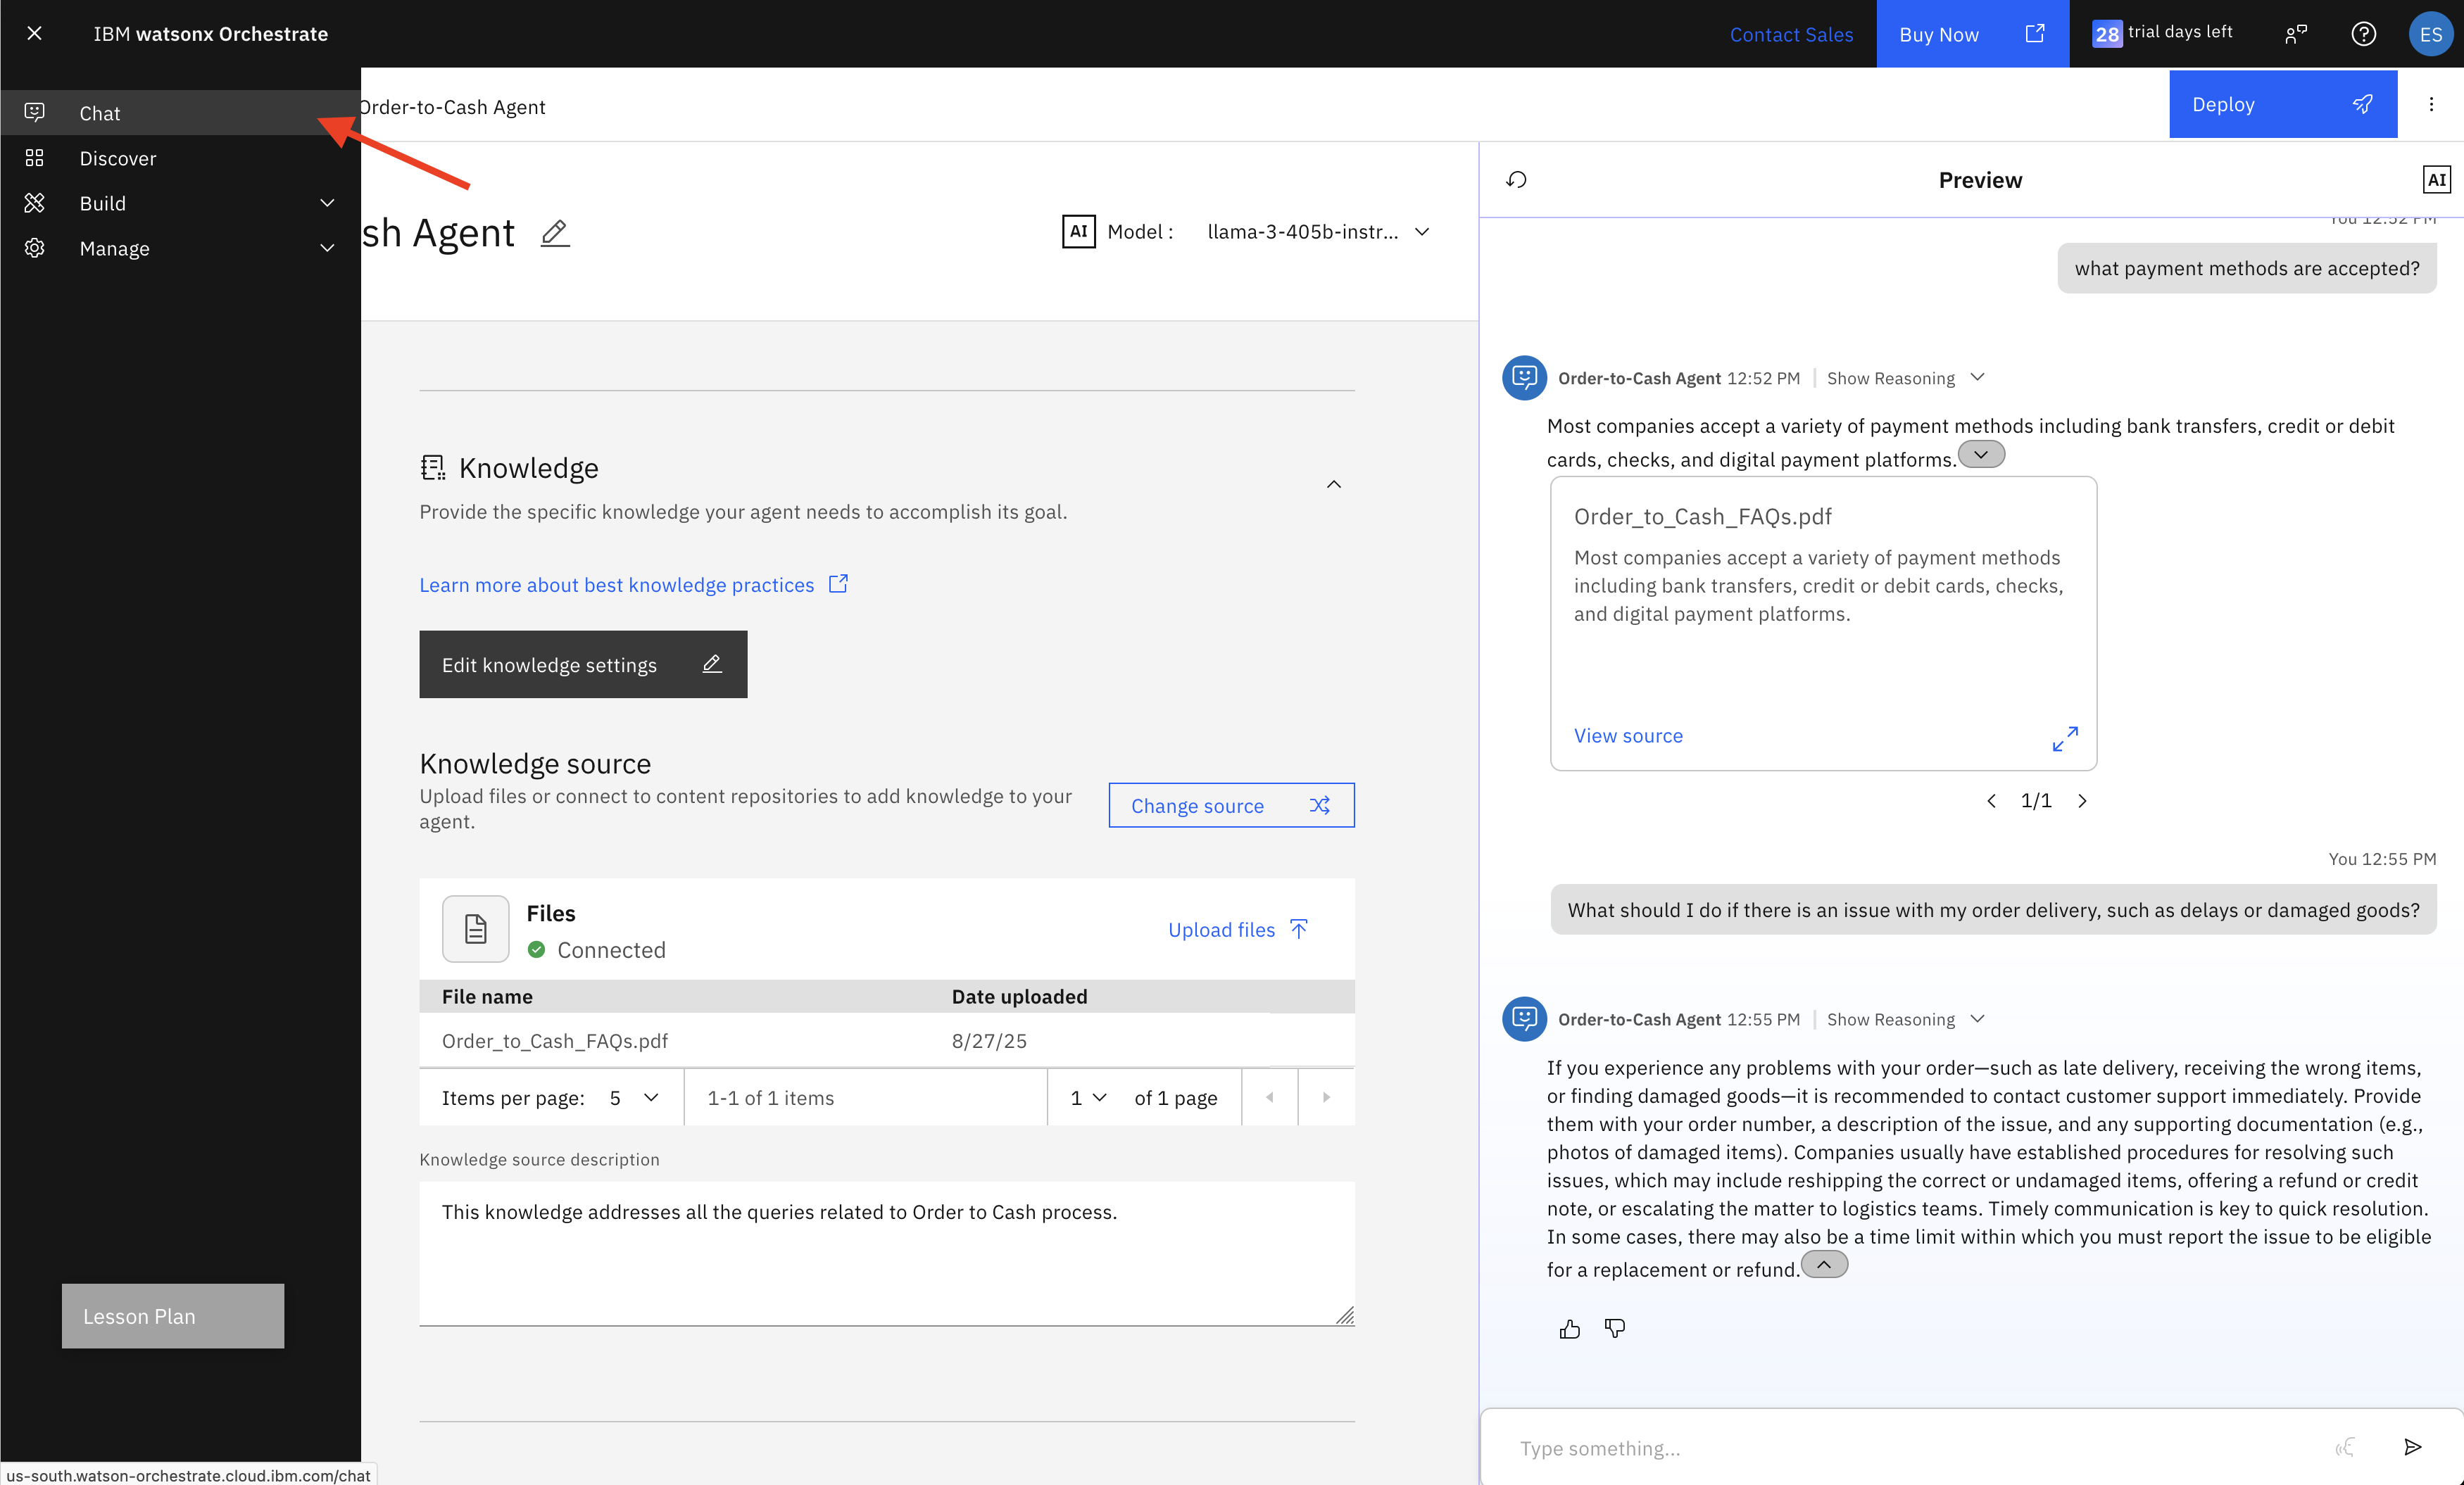 IBM watsonx Orchestrate
Contact Sales
Buy Now
28 trial days left
ES
Chat
Discover
Build
Manage
Lesson Plan
us-south.watson-orchestrate.cloud.ibm.com/chat
Order-to-Cash Agent
Deploy
sh Agent
AI Model :
llama-3-405b-instr...
Knowledge
Provide the specific knowledge your agent needs to accomplish its goal.
Learn more about best knowledge practices
Edit knowledge settings
Knowledge source
Upload files or connect to content repositories to add knowledge to your
agent.
Change source
Files
Connected
Upload files
File name
Date uploaded
Order_to_Cash_FAQs.pdf
8/27/25
Items per page: 5
1-1 of 1 items
1
of 1 page
Knowledge source description
This knowledge addresses all the queries related to Order to Cash process.
Preview
AI
You 12:52 PM
what payment methods are accepted?
Order-to-Cash Agent 12:52 PM
Show Reasoning
Most companies accept a variety of payment methods including bank transfers, credit or debit
cards, checks, and digital payment platforms.
Order_to_Cash_FAQs.pdf
Most companies accept a variety of payment methods
including bank transfers, credit or debit cards, checks,
and digital payment platforms.
View source
1/1
You 12:55 PM
What should I do if there is an issue with my order delivery, such as delays or damaged goods?
Order-to-Cash Agent 12:55 PM
Show Reasoning
If you experience any problems with your order—such as late delivery, receiving the wrong items,
or finding damaged goods—it is recommended to contact customer support immediately. Provide
them with your order number, a description of the issue, and any supporting documentation (e.g.,
photos of damaged items). Companies usually have established procedures for resolving such
issues, which may include reshipping the correct or undamaged items, offering a refund or credit
note, or escalating the matter to logistics teams. Timely communication is key to quick resolution.
In some cases, there may also be a time limit within which you must report the issue to be eligible
for a replacement or refund.
Type something...